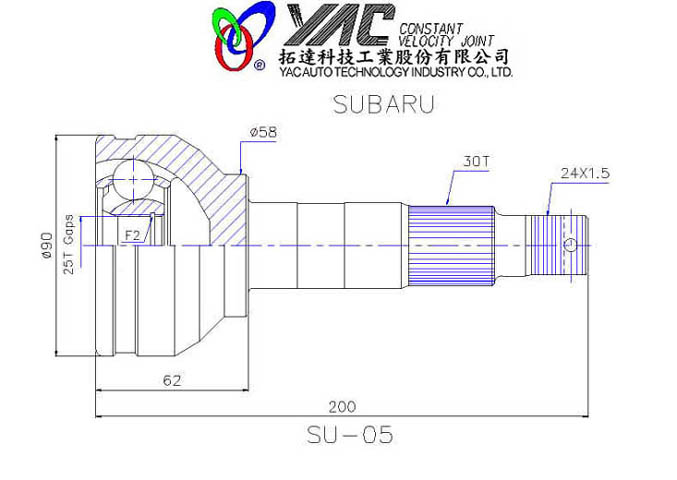 YAC CONSTANT
VELOCITY JOINT
拓達科技工業股份有限公司
® YAC AUTO TECHNOLOGY INDUSTRY CO., LTD.
SUBARU
ø58
30T
24X1.5
ø90
25T Gaps
F2
62
200
SU-05